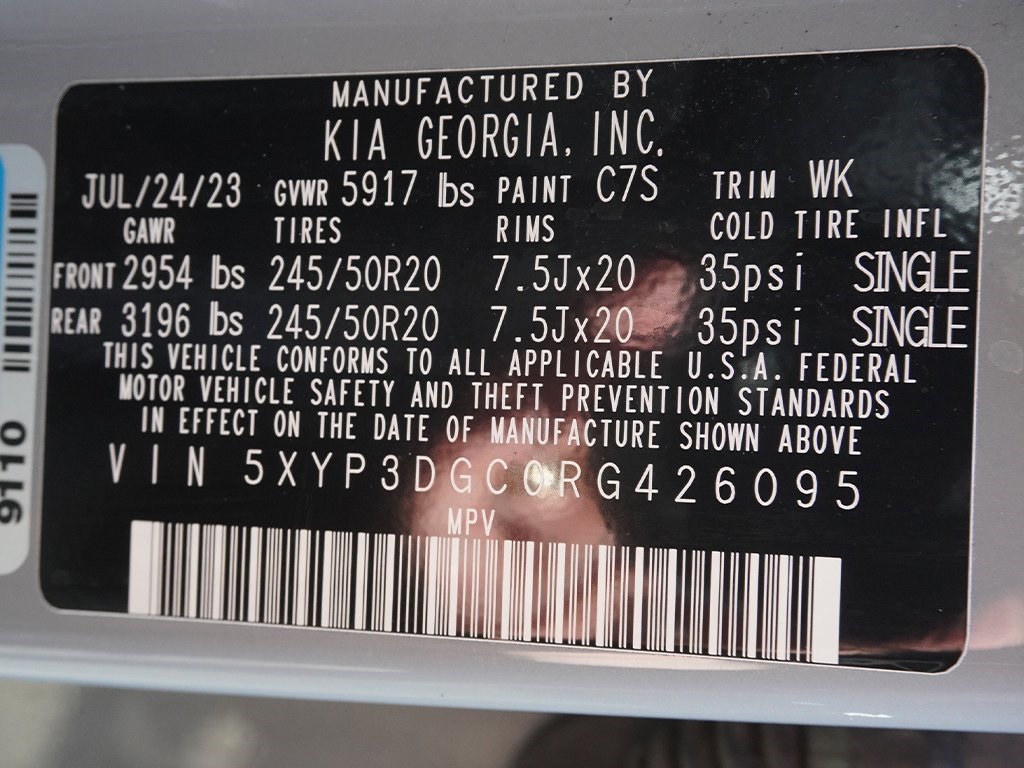 MANUFACTURED BY
KIA GEORGIA, INC.
JUL/24/23 GVWR 5917 lbs PAINT C7S TRIM WK
GAWR TIRES RIMS COLD TIRE INFL
FRONT 2954 lbs 245/50R20 7.5Jx20 35psi SINGLE
REAR 3196 lbs 245/50R20 7.5Jx20 35psi SINGLE
THIS VEHICLE CONFORMS TO ALL APPLICABLE U.S.A. FEDERAL
MOTOR VEHICLE SAFETY AND THEFT PREVENTION STANDARDS
IN EFFECT ON THE DATE OF MANUFACTURE SHOWN ABOVE
VIN 5XYP3DGC0RG426095
MPV
9110